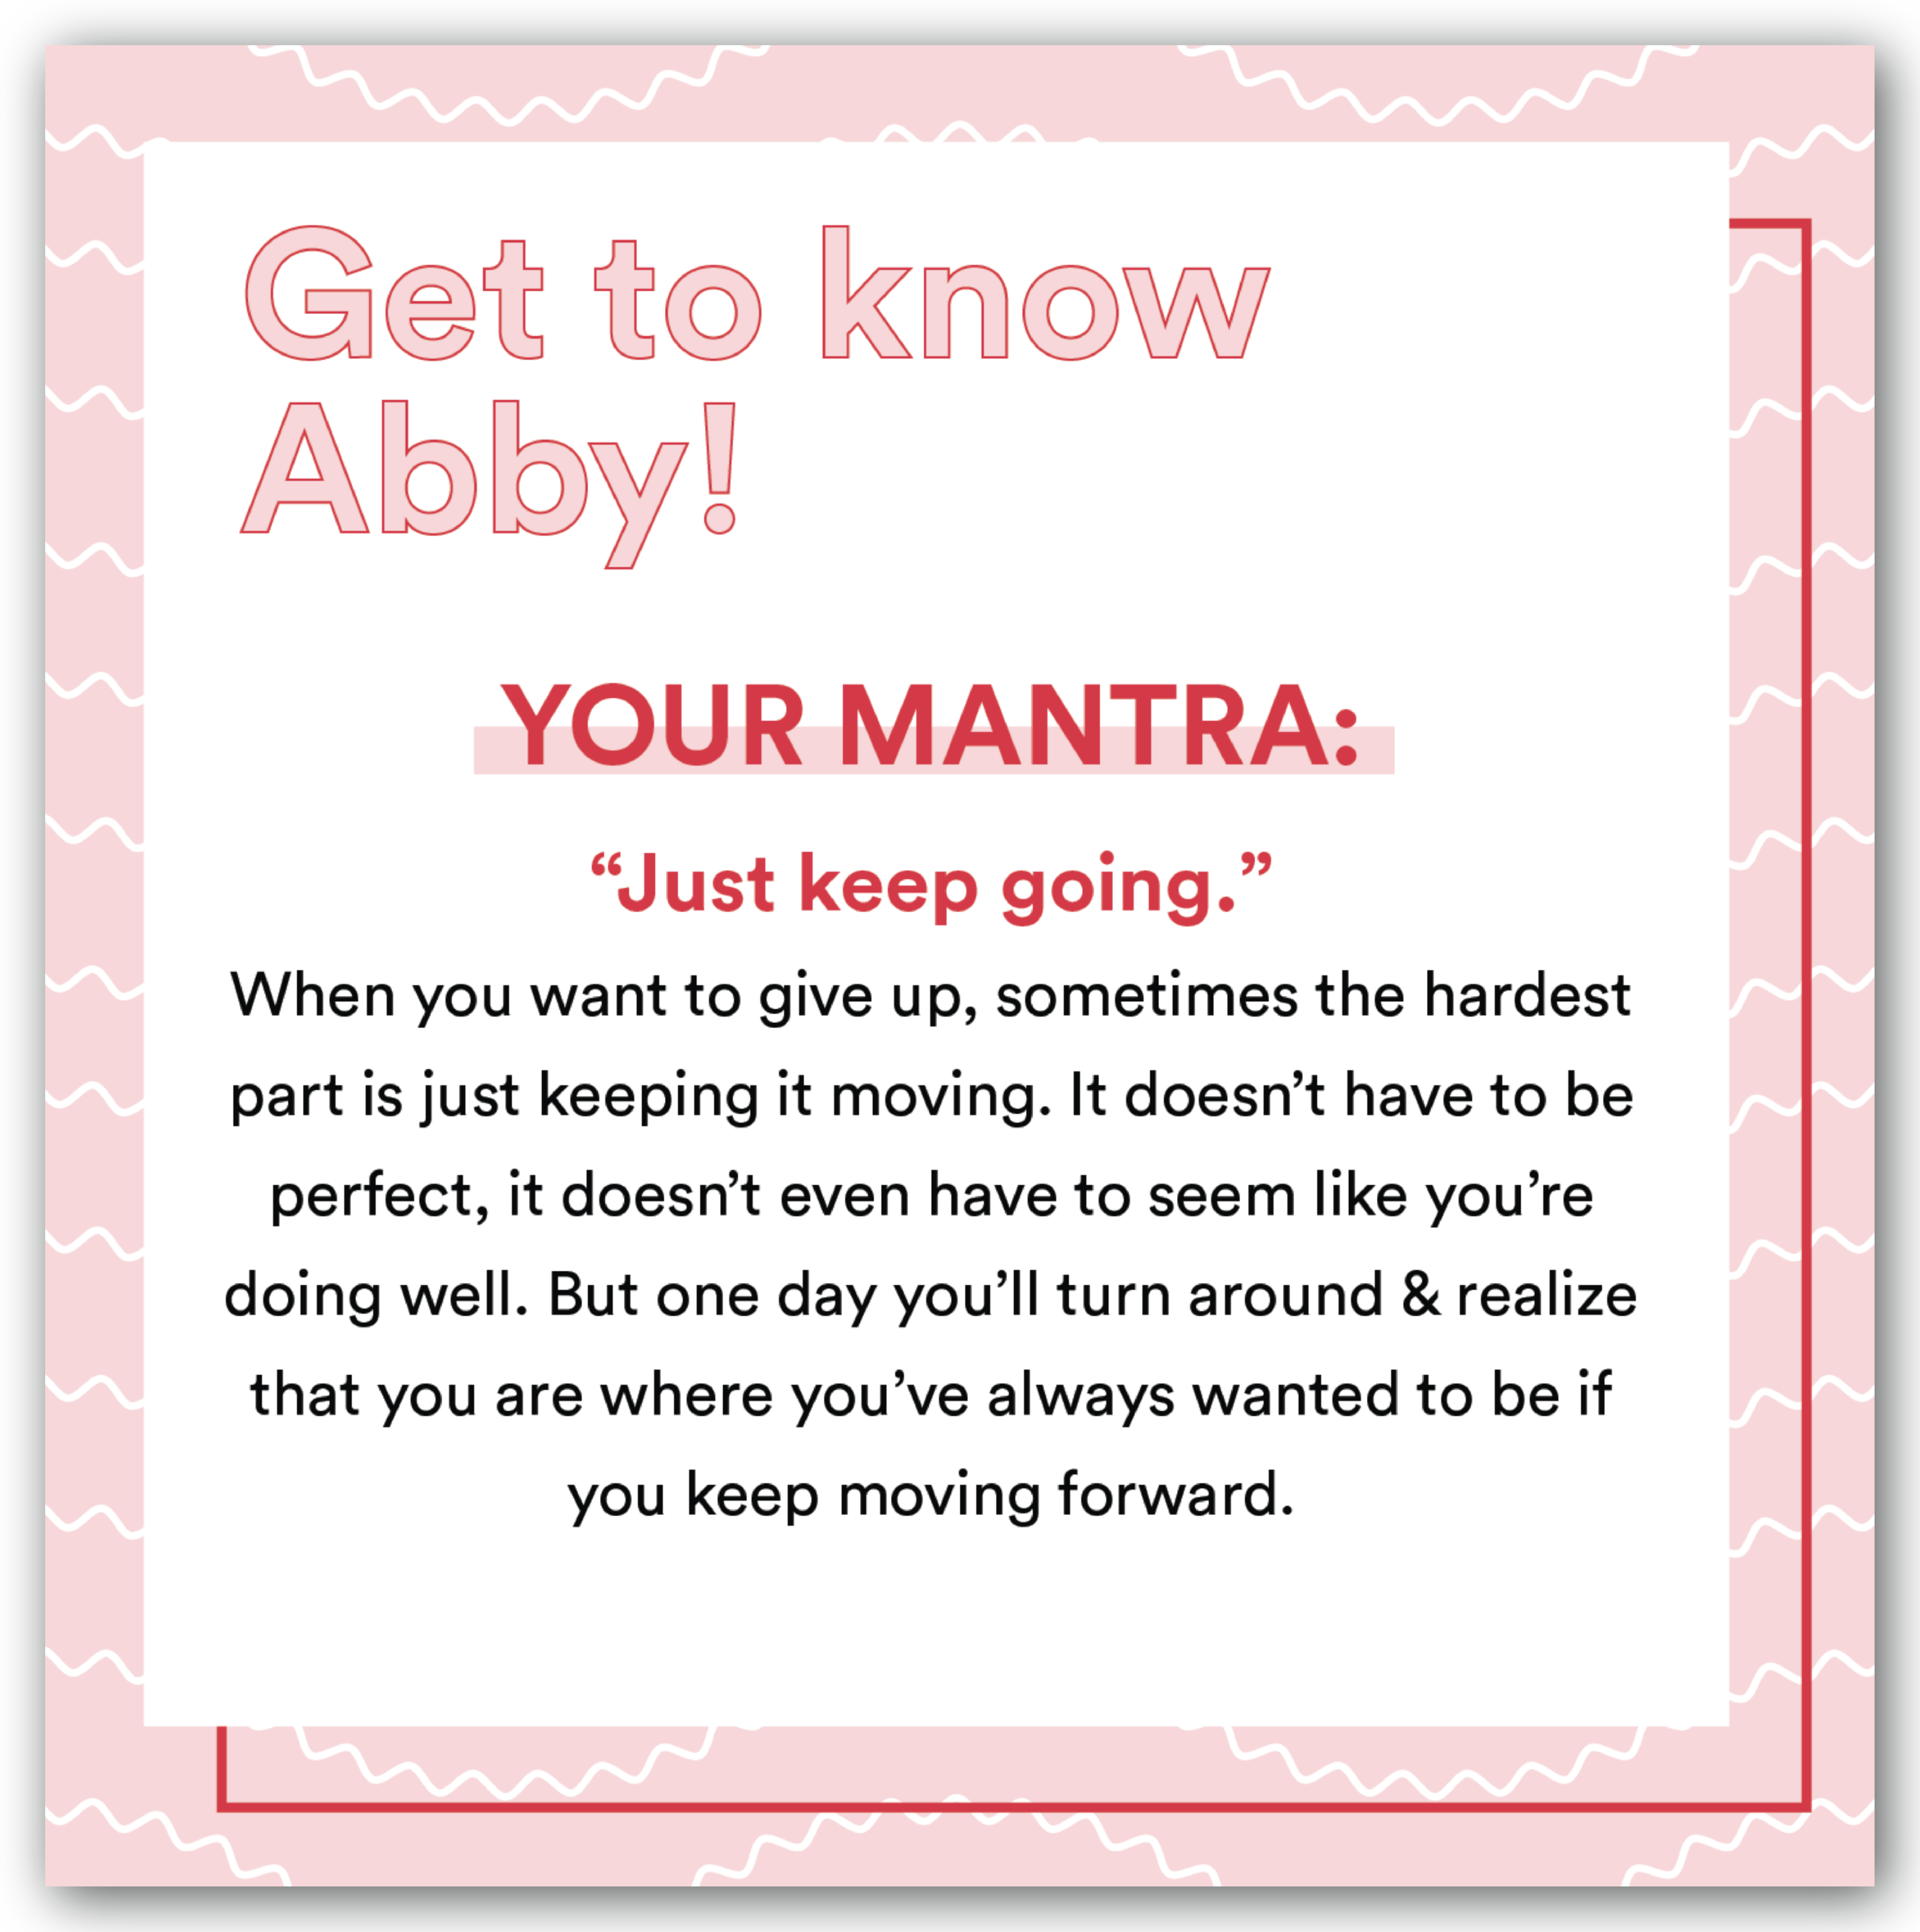 Get to know
Abby!
YOUR MANTRA:
“Just keep going.”
When you want to give up, sometimes the hardest
part is just keeping it moving. It doesn’t have to be
perfect, it doesn’t even have to seem like you’re
doing well. But one day you’ll turn around & realize
that you are where you’ve always wanted to be if
you keep moving forward.